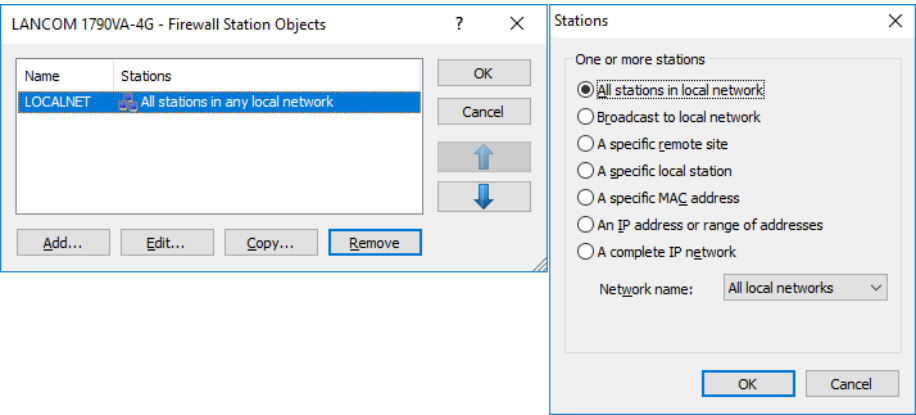 LANCOM 1790VA-4G - Firewall Station Objects
?
Name Stations
LOCALNET All stations in any local network
OK
Cancel
Add... Edit... Copy... Remove
Stations
One or more stations
All stations in local network
Broadcast to local network
A specific remote site
A specific local station
A specific MAC address
An IP address or range of addresses
A complete IP network
Network name: All local networks
OK Cancel